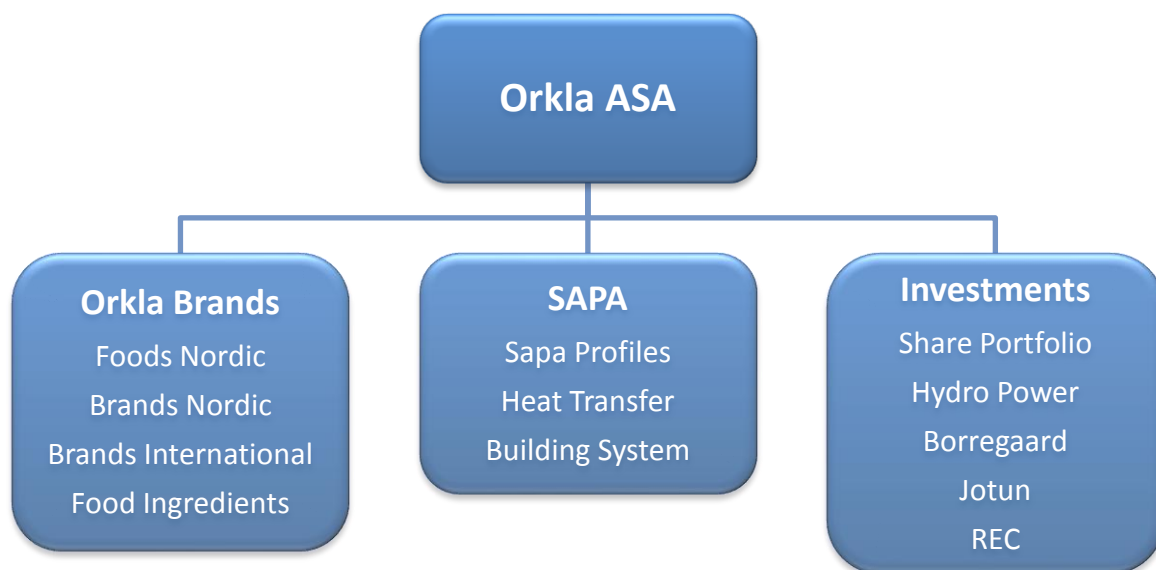 Orkla ASA
Orkla Brands
Foods Nordic
Brands Nordic
Brands International
Food Ingredients
SAPA
Sapa Profiles
Heat Transfer
Building System
Investments
Share Portfolio
Hydro Power
Borregaard
Jotun
REC